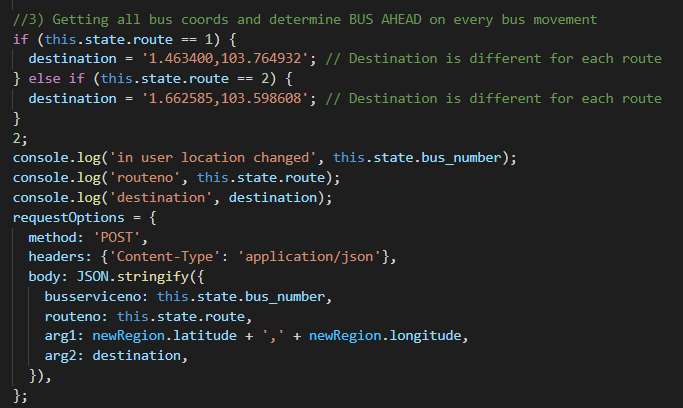 //3) Getting all bus coords and determine BUS AHEAD on every bus movement
if (this.state.route == 1) {
destination = '1.463400,103.764932'; // Destination is different for each route
} else if (this.state.route == 2) {
destination = '1.662585,103.598608'; // Destination is different for each route
}
2;
console.log('in user location changed', this.state.bus_number);
console.log('routeno', this.state.route);
console.log('destination', destination);
requestOptions = {
method: 'POST',
headers: {'Content-Type': 'application/json'},
body: JSON.stringify({
busserviceno: this.state.bus_number,
routeno: this.state.route,
arg1: newRegion.latitude + ',' + newRegion.longitude,
arg2: destination,
}),
};